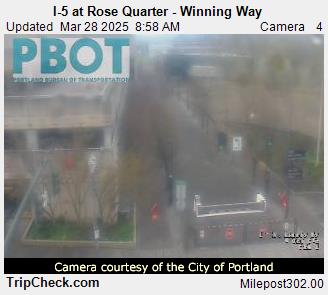 I-5 at Rose Quarter - Winning Way
Updated Mar 28 2025 8:58 AM Camera 4
PBOT
PORTLAND BUREAU OF TRANSPORTATION
Camera courtesy of the City of Portland
TripCheck.com Milepost302.00